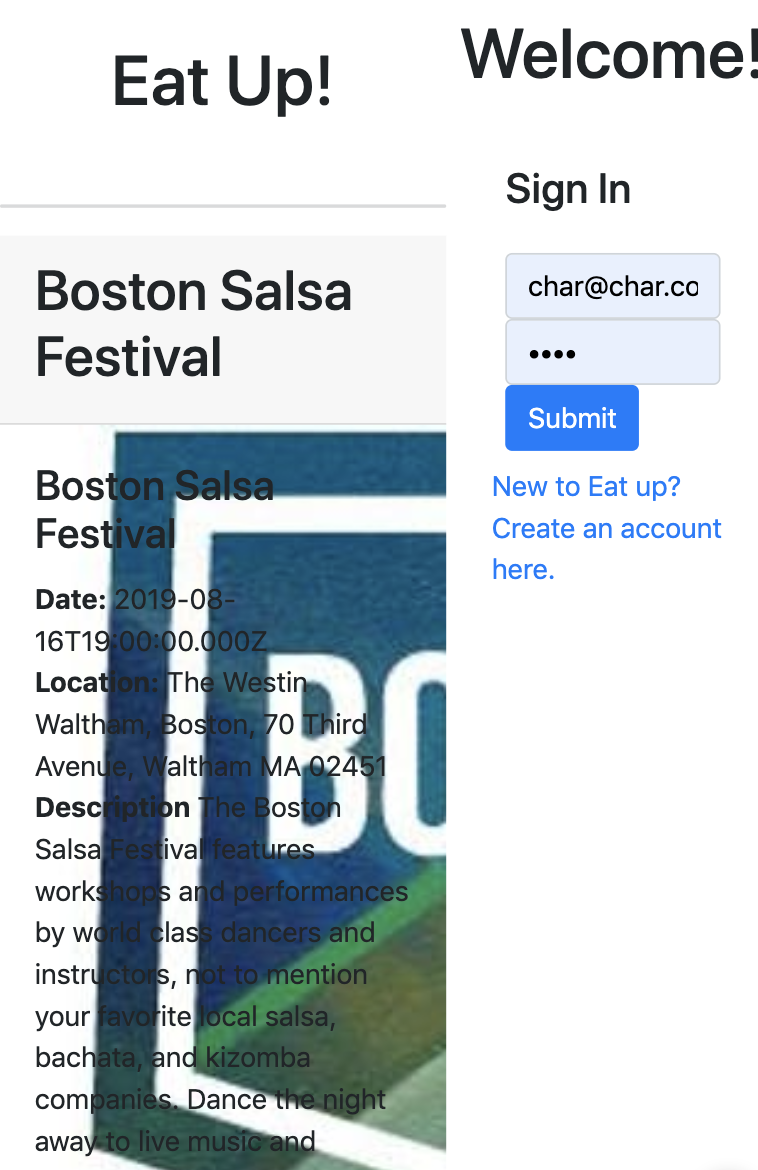 Eat Up!
Boston Salsa
Festival
Boston Salsa
Festival
Date: 2019-08-
16T19:00:00.000Z
Location: The Westin
Waltham, Boston, 70 Third
Avenue, Waltham MA 02451
Description The Boston
Salsa Festival features
workshops and performances
by world class dancers and
instructors, not to mention
your favorite local salsa,
bachata, and kizomba
companies. Dance the night
away to live music and
BO
Welcome!
Sign In
char@char.co
••••
Submit
New to Eat up?
Create an account
here.